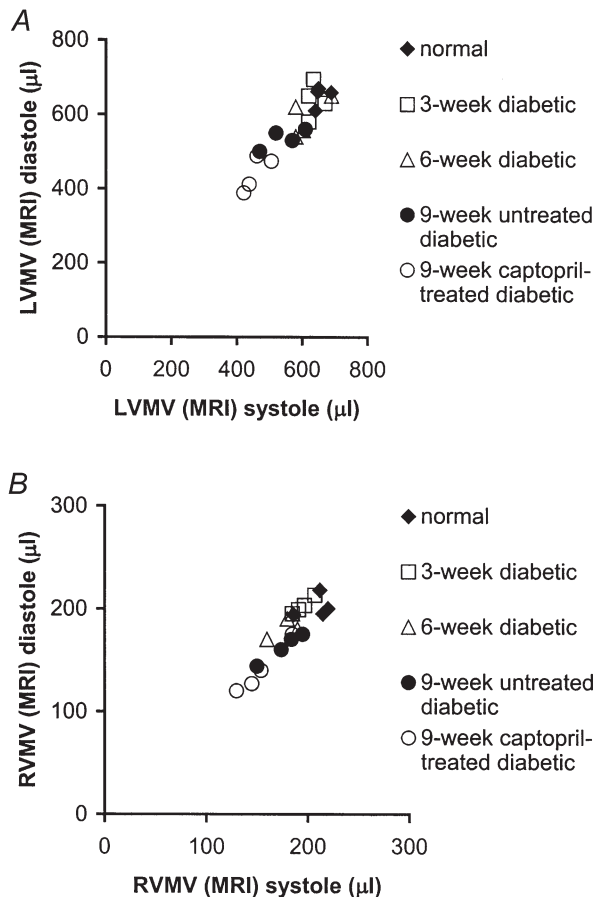 A
800
600
400
200
0
LVMV (MRI) diastole (µl)
0 200 400 600 800
LVMV (MRI) systole (µl)
normal
3-week diabetic
6-week diabetic
9-week untreated
diabetic
9-week captopril-
treated diabetic
B
300
200
100
0
RVMV (MRI) diastole (µl)
0 100 200 300
RVMV (MRI) systole (µl)
normal
3-week diabetic
6-week diabetic
9-week untreated
diabetic
9-week captopril-
treated diabetic